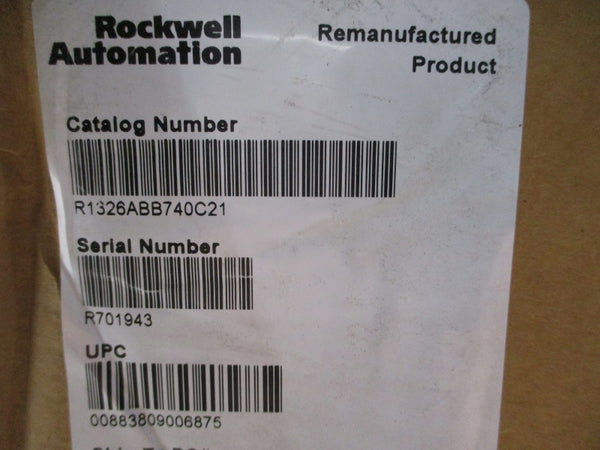 Rockwell
Automation
Remanufactured
Product
Catalog Number
R1326ABB740C21
Serial Number
R701943
UPC
00883809006875